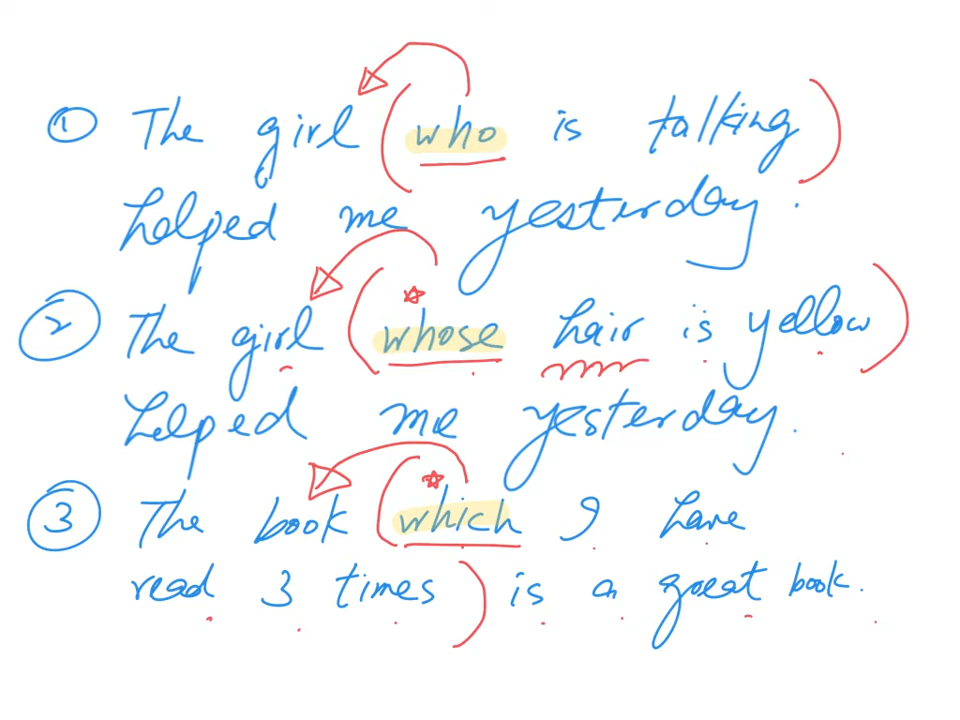 ① The girl (who is talking)
helped me yesterday.
② The girl (whose hair is yellow)
helped me yesterday.
③ The book (which I have
read 3 times) is a great book.